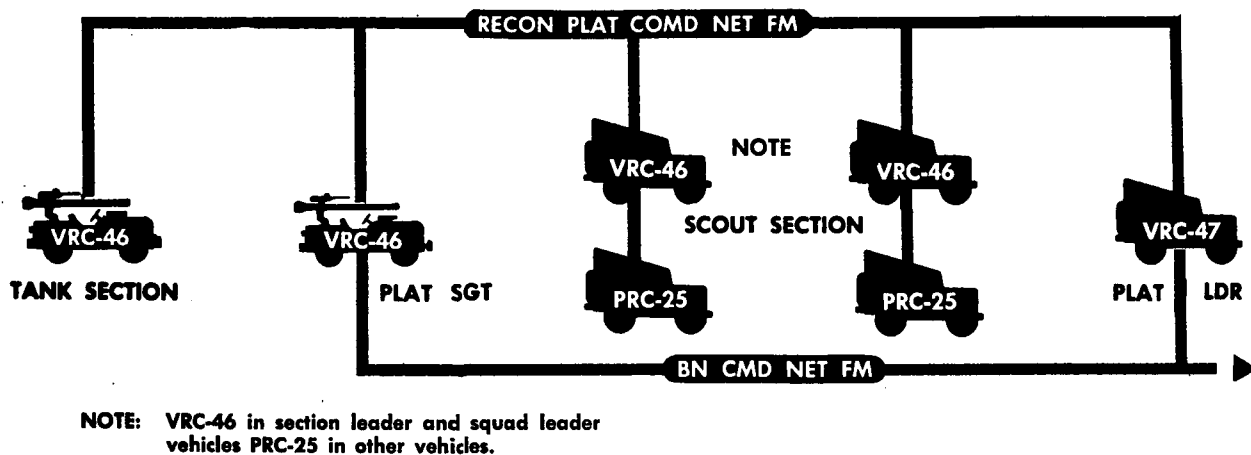 RECON PLAT COMD NET FM
VRC-46
NOTE
VRC-46
SCOUT SECTION
VRC-46
VRC-46
VRC-47
TANK SECTION
PLAT SGT
PRC-25
PRC-25
PLAT LDR
BN CMD NET FM
NOTE: VRC-46 in section leader and squad leader
vehicles PRC-25 in other vehicles.